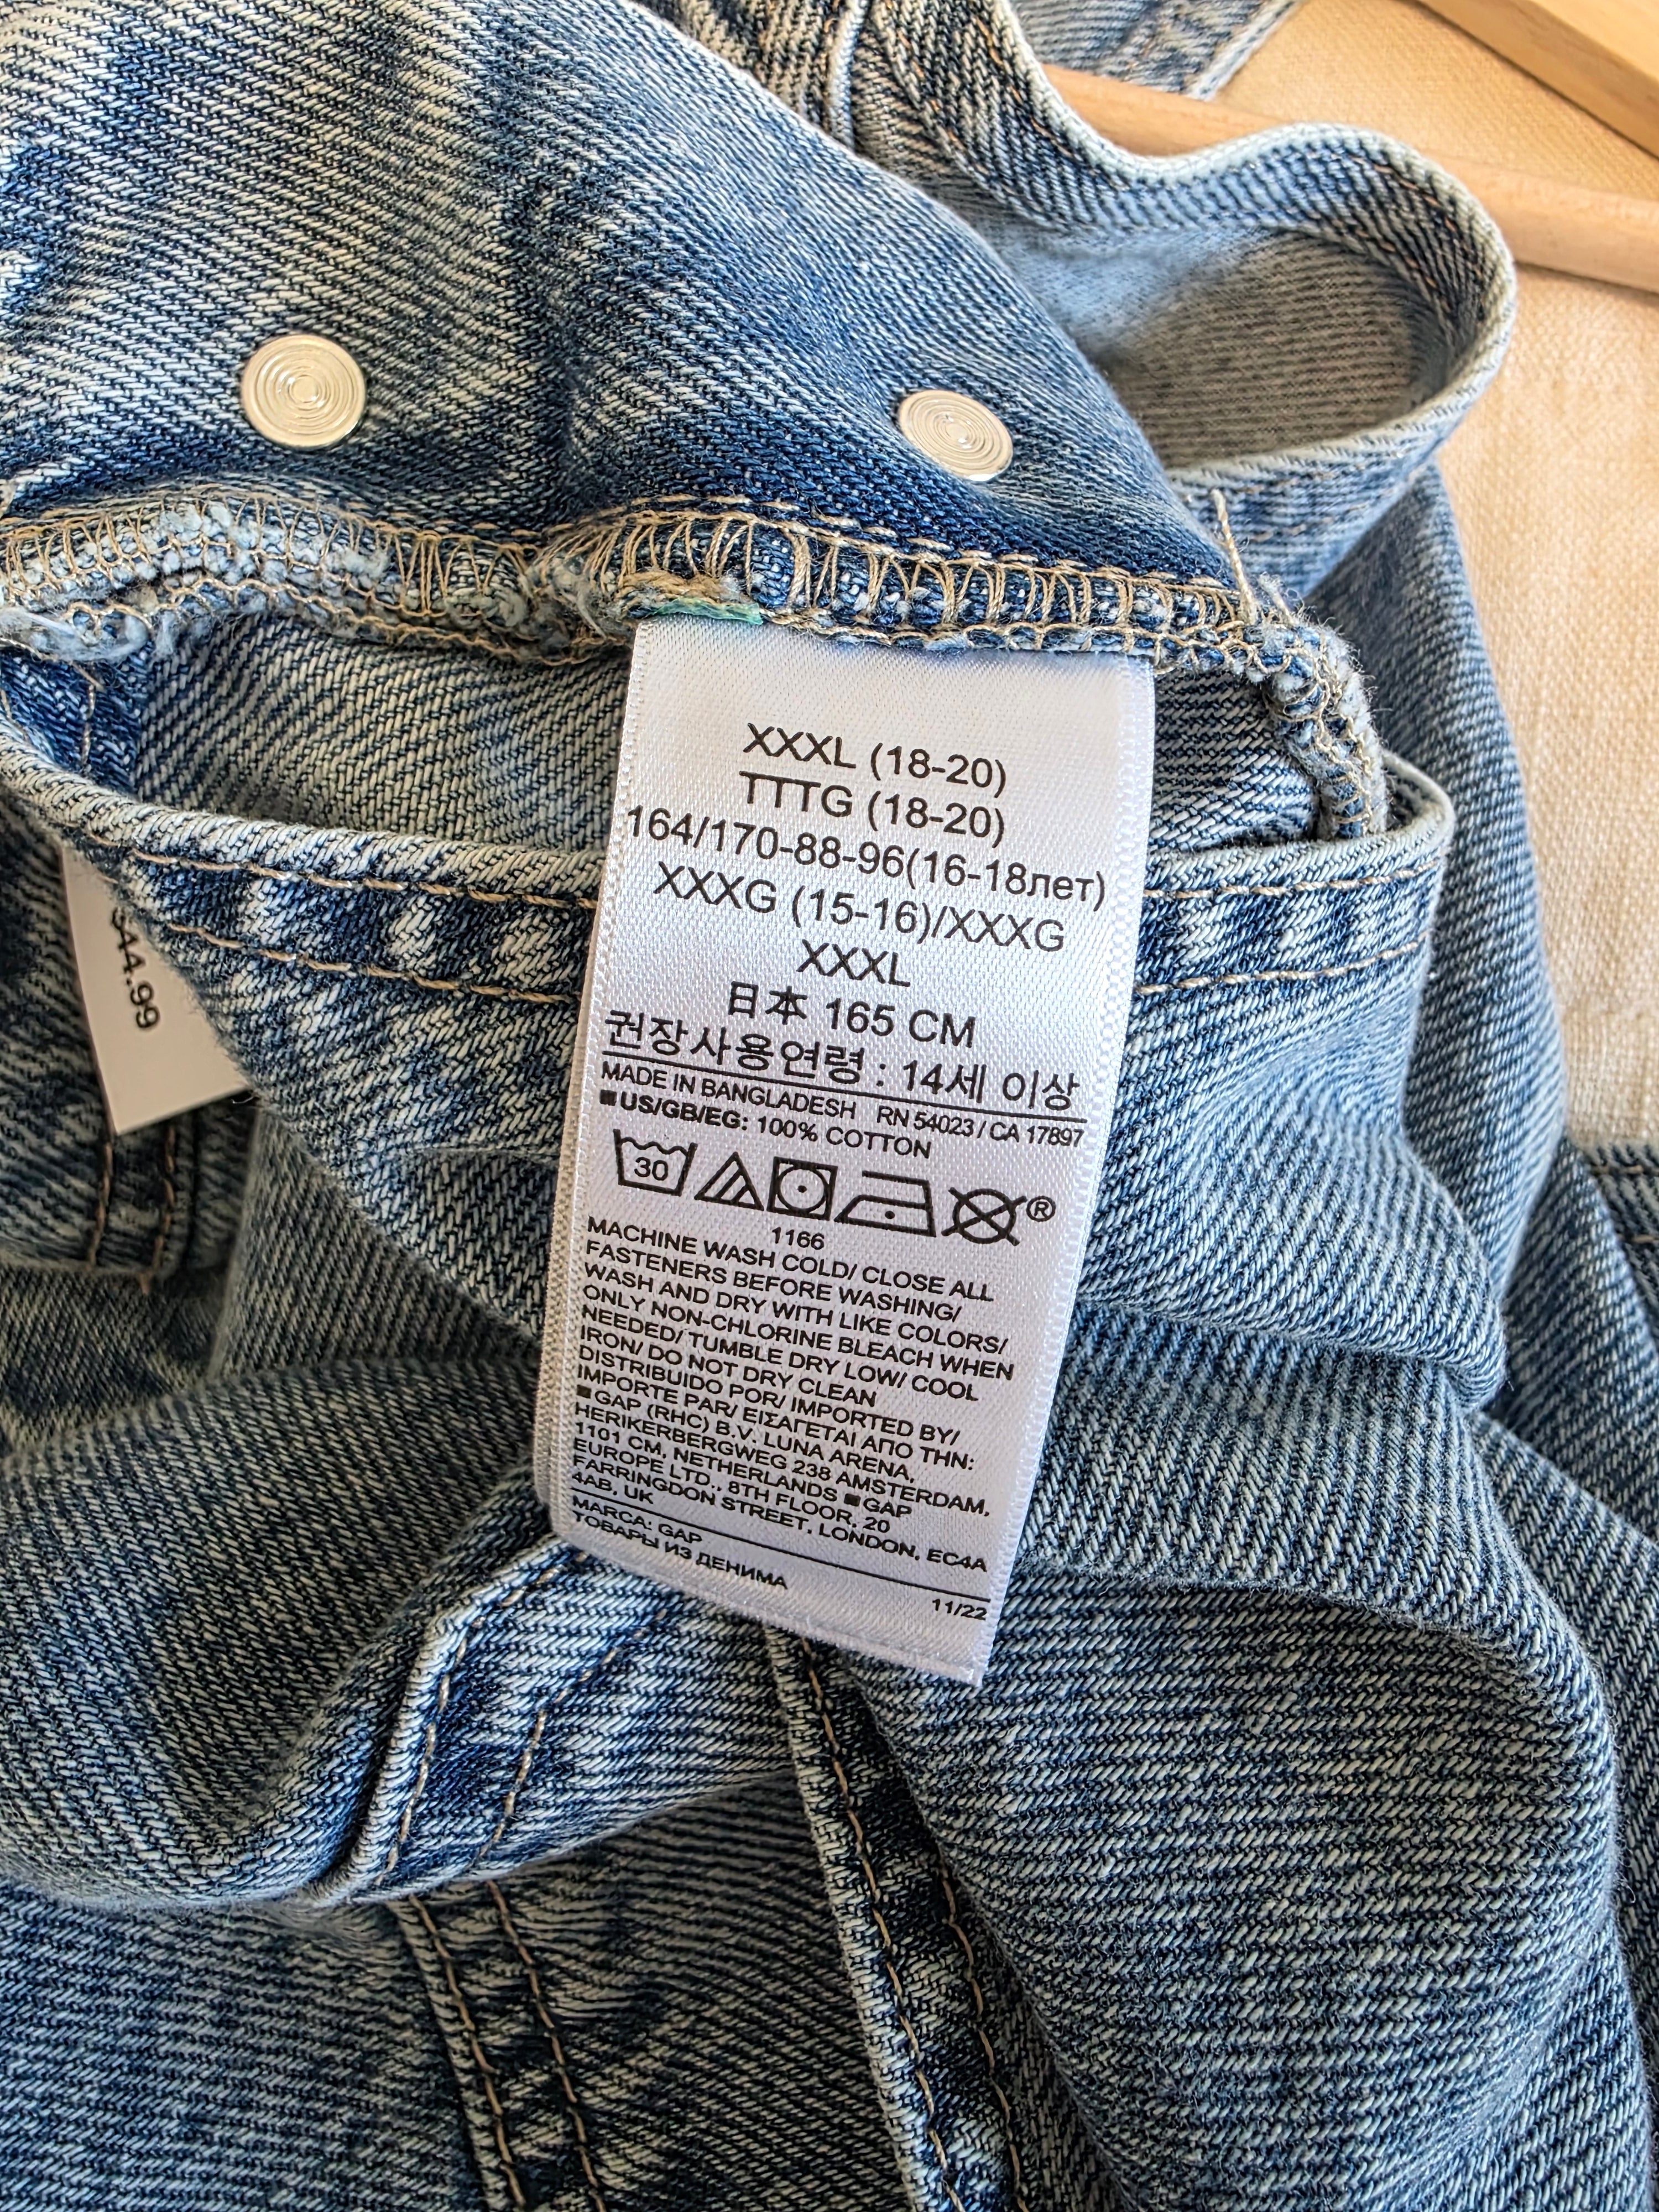 XXXL (18-20)
TTTG (18-20)
164/170-88-96(16-18лет)
XXXG (15-16)/XXXG
XXXL
日本 165 CM
권장사용연령 : 14세 이상
MADE IN BANGLADESH RN 54023 / CA 17897
■US/GB/EG: 100% COTTON
30
®
1166
MACHINE WASH COLD/ CLOSE ALL
FASTENERS BEFORE WASHING/
WASH AND DRY WITH LIKE COLORS/
ONLY NON-CHLORINE BLEACH WHEN
NEEDED/ TUMBLE DRY LOW/ COOL
IRON/ DO NOT DRY CLEAN
DISTRIBUIDO POR/ IMPORTED BY/
IMPORTE PAR/ ΕΙΣΑΓΕΤΑΙ ΑΠΟ ΤΗΝ:
■GAP (RHC) B.V. LUNA ARENA,
HERIKERBERGWEG 238 AMSTERDAM,
1101 CM, NETHERLANDS ■GAP
EUROPE LTD., 8TH FLOOR, 20
FARRINGDON STREET, LONDON, EC4A
4AB, UK
MARCA: GAP
ТОВАРЫ ИЗ ДЕНИМА
11/22
$44.99